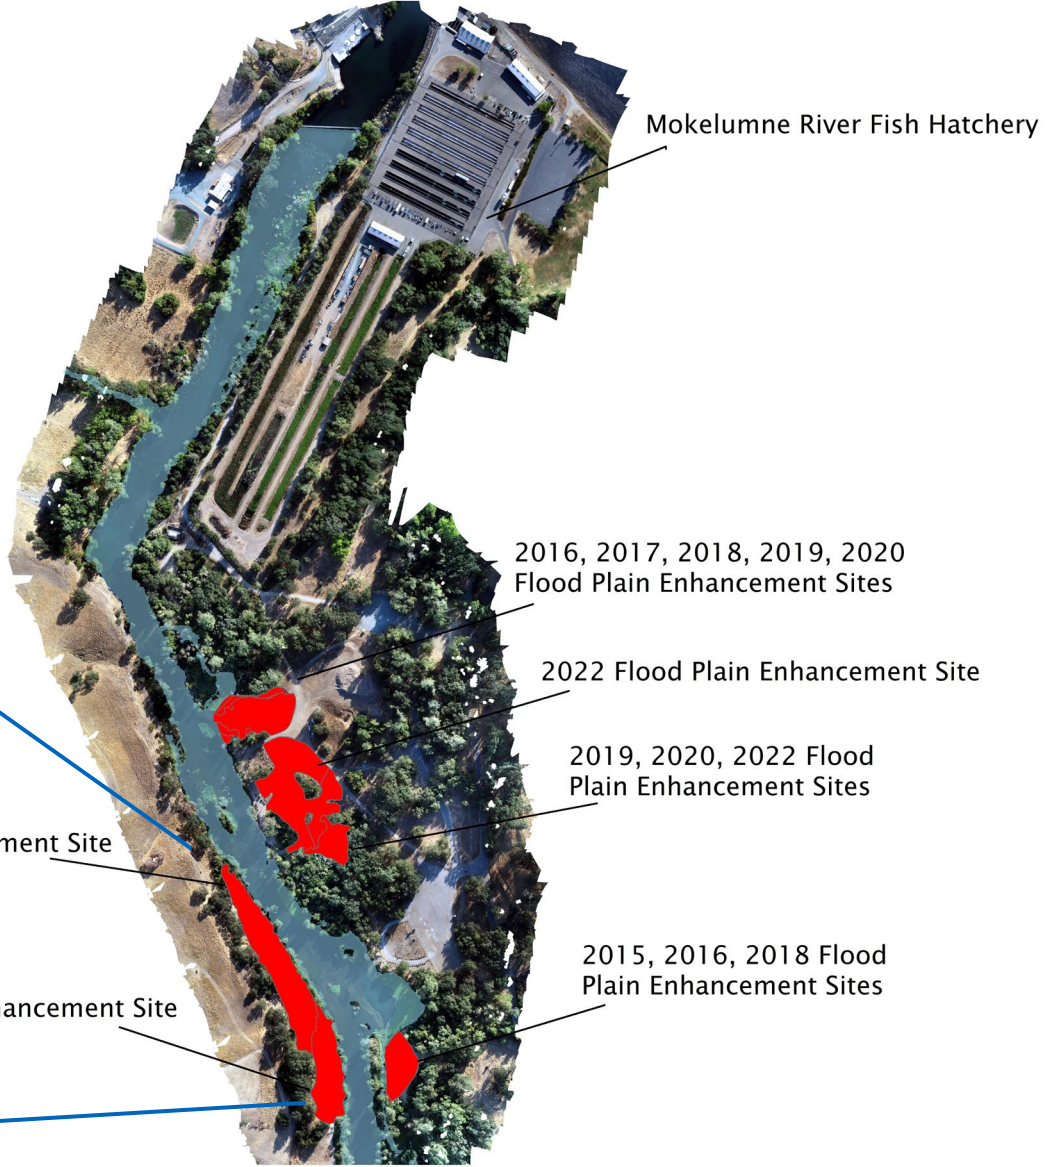 Mokelumne River Fish Hatchery
2016, 2017, 2018, 2019, 2020
Flood Plain Enhancement Sites
2022 Flood Plain Enhancement Site
2019, 2020, 2022 Flood
Plain Enhancement Sites
ment Site
2015, 2016, 2018 Flood
Plain Enhancement Sites
ancement Site